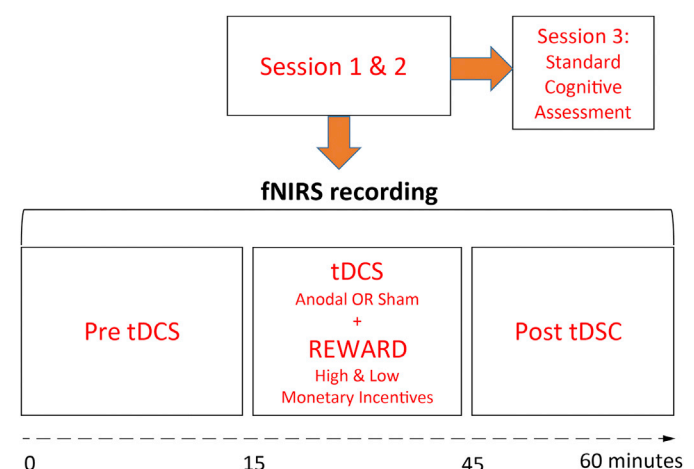 Session 1 & 2
Session 3:
Standard
Cognitive
Assessment
fNIRS recording
Pre tDCS
tDCS
Anodal OR Sham
+
REWARD
High & Low
Monetary Incentives
Post tDSC
0 15 45 60 minutes